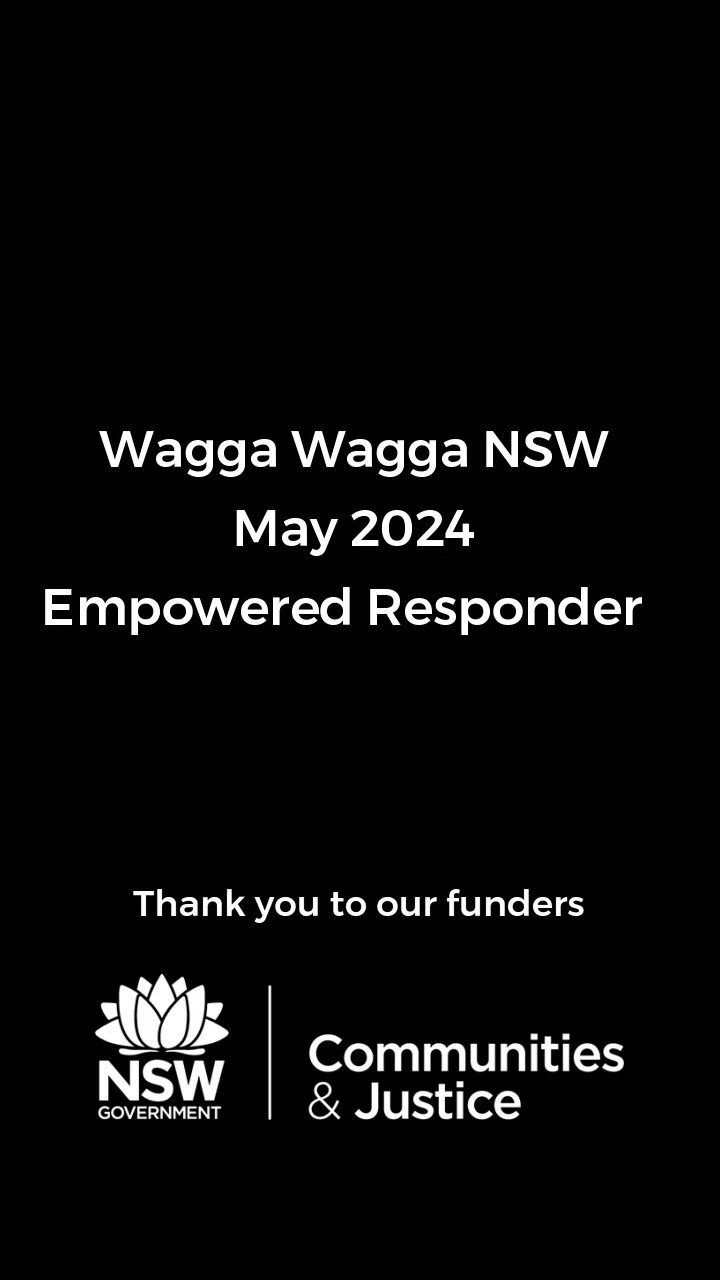 Wagga Wagga NSW
May 2024
Empowered Responder
Thank you to our funders
NSW
GOVERNMENT
Communities
& Justice